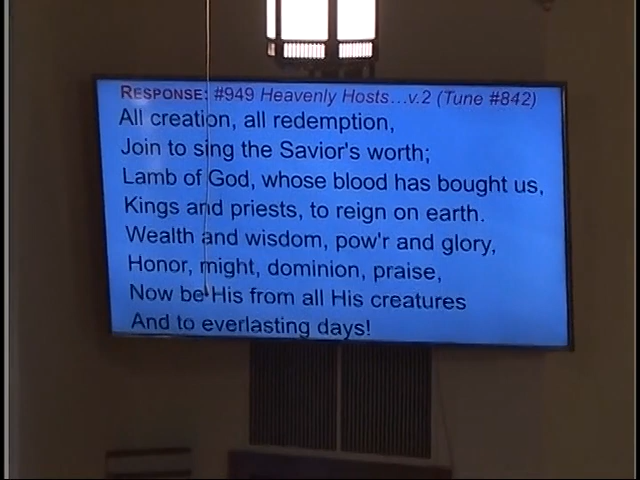 RESPONSE: #949 Heavenly Hosts...v.2 (Tune #842)
All creation, all redemption,
Join to sing the Savior's worth;
Lamb of God, whose blood has bought us,
Kings and priests, to reign on earth.
Wealth and wisdom, pow'r and glory,
Honor, might, dominion, praise,
Now be His from all His creatures
And to everlasting days!